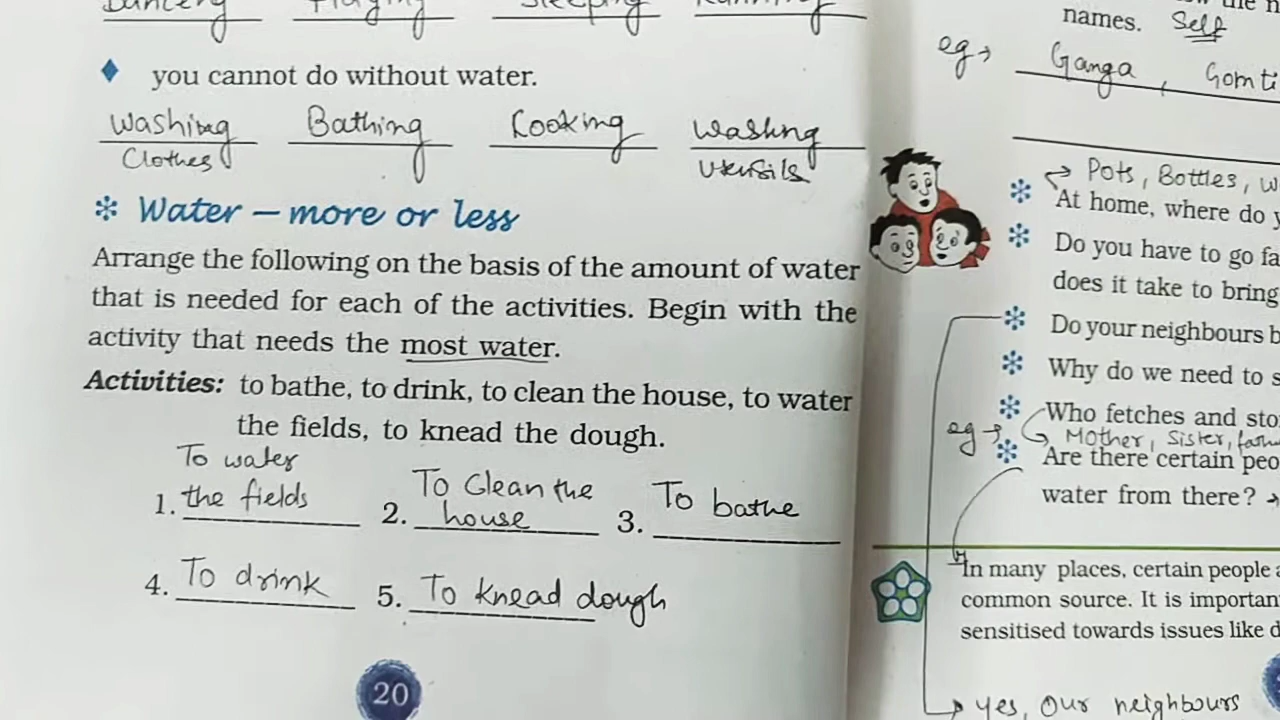 Dancing Playing Sleeping Running
you cannot do without water.
Washing Bathing Cooking Washng
Clothes Utensils
Water – more or less
Arrange the following on the basis of the amount of water
that is needed for each of the activities. Begin with the
activity that needs the most water.
Activities: to bathe, to drink, to clean the house, to water
the fields, to knead the dough.
To water
1. the fields 2. To Clean the house 3. To bathe
4. To drink 5. To knead dough
20
names. Self
eg → Ganga, Gomti
→ Pots, Bottles,
At home, where do
Do you have to go
does it take to bring
Do your neighbours
Why do we need to
Who fetches and
eg → Mother, Sister,
Are there certain
water from there? →
In many places, certain people
common source. It is
sensitised towards issues like
→ yes, Our neighbours